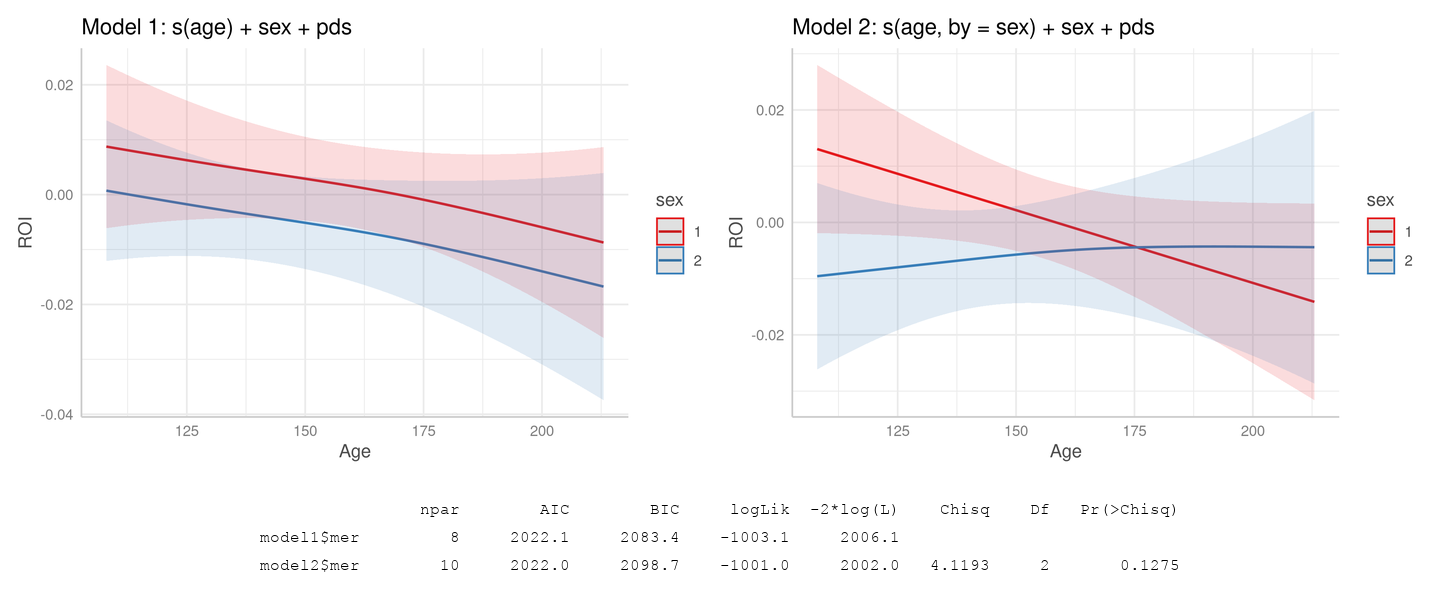 Model 1: s(age) + sex + pds
0.02
0.00
-0.02
-0.04
ROI
125 150 175 200
Age
sex
1
2
Model 2: s(age, by = sex) + sex + pds
0.02
0.00
-0.02
ROI
125 150 175 200
Age
sex
1
2
npar AIC BIC logLik -2*log(L) Chisq Df Pr(>Chisq)
model1$mer 8 2022.1 2083.4 -1003.1 2006.1
model2$mer 10 2022.0 2098.7 -1001.0 2002.0 4.1193 2 0.1275